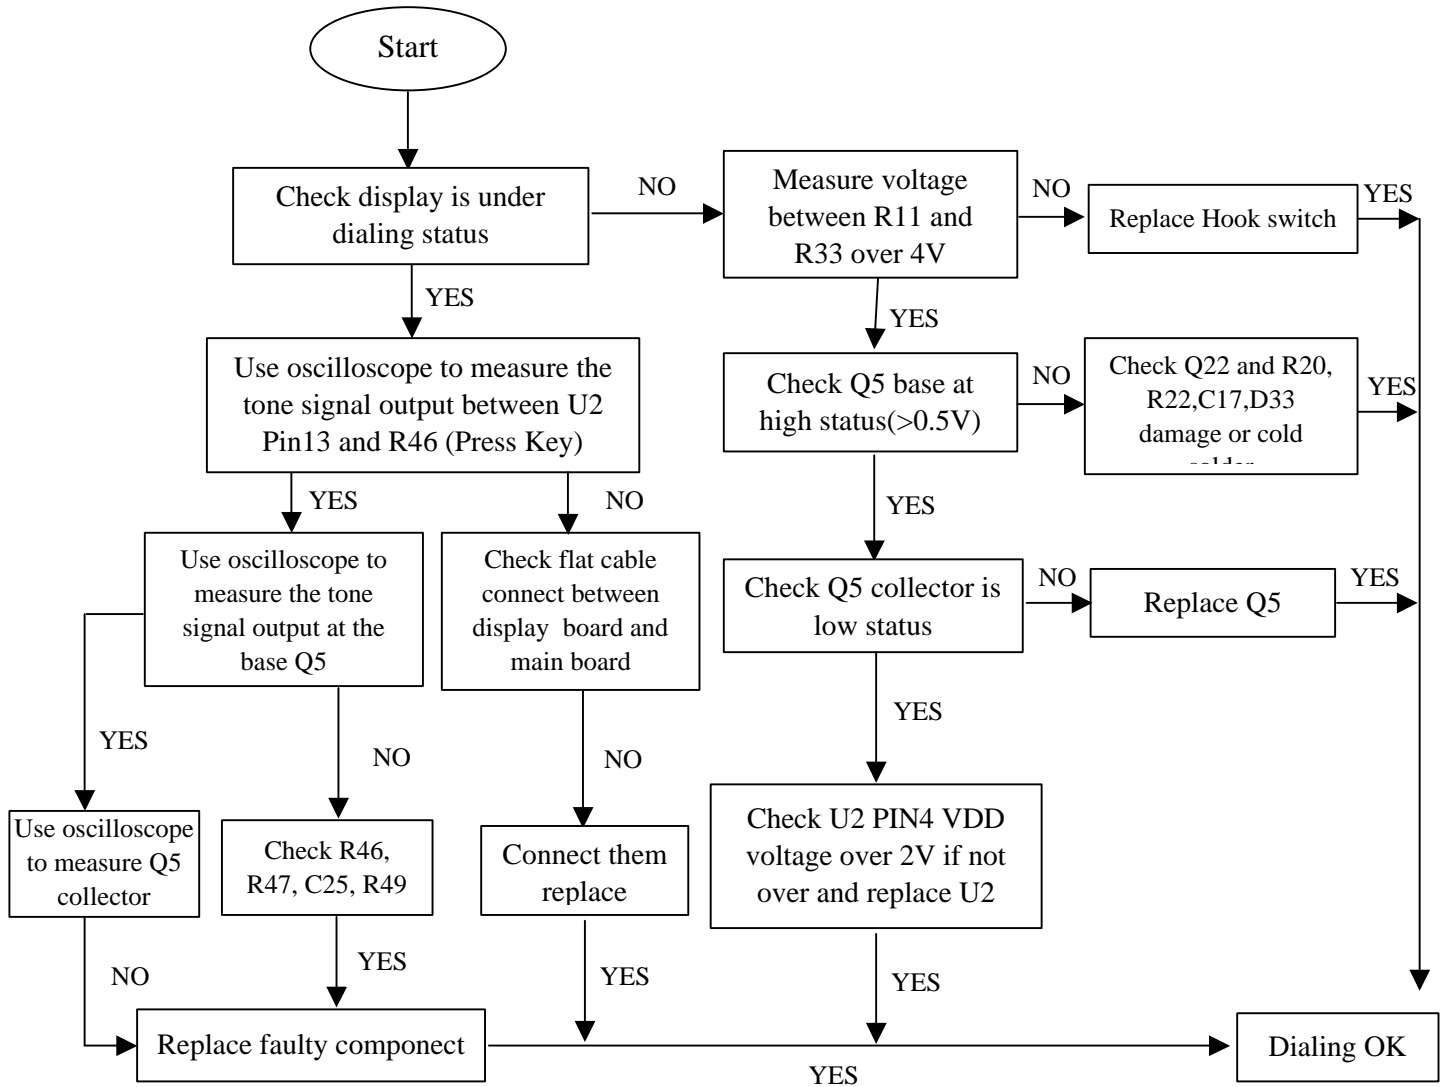 Start
Check display is under
dialing status
NO
Measure voltage
between R11 and
R33 over 4V
NO
Replace Hook switch
YES
YES
YES
Use oscilloscope to measure the
tone signal output between U2
Pin13 and R46 (Press Key)
Check Q5 base at
high status(>0.5V)
NO
Check Q22 and R20,
R22,C17,D33
damage or cold
YES
YES
NO
YES
Use oscilloscope to
measure the tone
signal output at the
base Q5
Check flat cable
connect between
display board and
main board
Check Q5 collector is
low status
NO
Replace Q5
YES
YES
NO
NO
YES
Use oscilloscope
to measure Q5
collector
Check R46,
R47, C25, R49
Connect them
replace
Check U2 PIN4 VDD
voltage over 2V if not
over and replace U2
NO
YES
YES
YES
Replace faulty componect
YES
Dialing OK